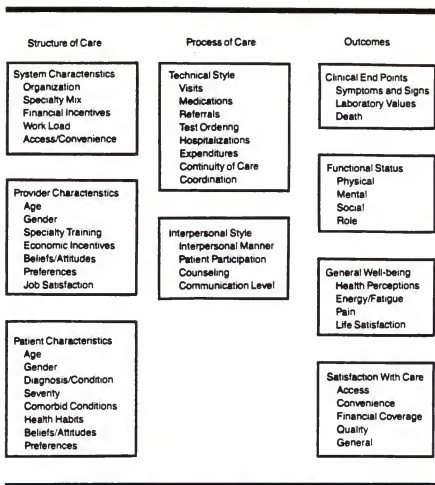 Structure of Care
Process of Care
Outcomes
System Characteristics
Organization
Specialty Mix
Financial Incentives
Work Load
Access/Convenience
Provider Characteristics
Age
Gender
Specialty Training
Economic Incentives
Beliefs/Attitudes
Preferences
Job Satisfaction
Patient Characteristics
Age
Gender
Diagnosis/Condition
Severity
Comorbid Conditions
Health Habits
Beliefs/Attitudes
Preferences
Technical Style
Visits
Medications
Referrals
Test Ordering
Hospitalizations
Expenditures
Continuity of Care
Coordination
Interpersonal Style
Interpersonal Manner
Patient Participation
Counseling
Communication Level
Clinical End Points
Symptoms and Signs
Laboratory Values
Death
Functional Status
Physical
Mental
Social
Role
General Well-being
Health Perceptions
Energy/Fatigue
Pain
Life Satisfaction
Satisfaction With Care
Access
Convenience
Financial Coverage
Quality
General